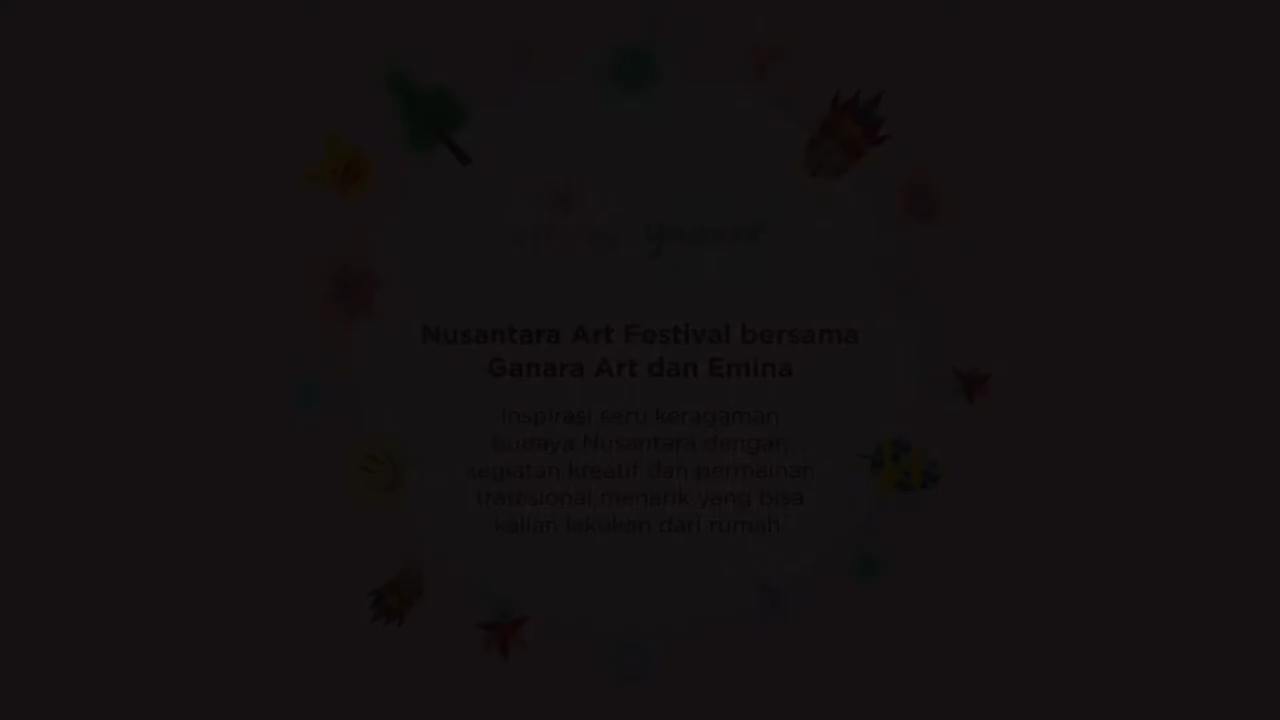 Nusantara Art Festival bersama
Ganara Art dan Emina
Inspirasi seru keragaman
budaya Nusantara dengan
kegiatan kreatif dan permainan
tradisional menarik yang bisa
kalian lakukan dari rumah.